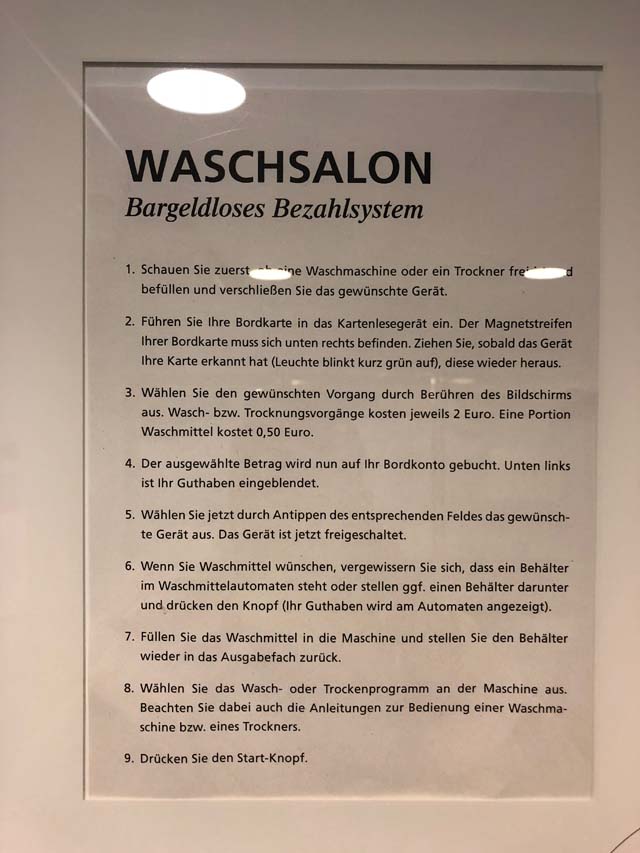 WASCHSALON
Bargeldloses Bezahlsystem
1. Schauen Sie zuerst, eine Waschmaschine oder ein Trockner
befüllen und verschließen Sie das gewünschte Gerät.
2. Führen Sie Ihre Bordkarte in das Kartenlesegerät ein. Der Magnetstreifen
Ihrer Bordkarte muss sich unten rechts befinden. Ziehen Sie, sobald das Gerät
Ihre Karte erkannt hat (Leuchte blinkt kurz grün auf), diese wieder heraus.
3. Wählen Sie den gewünschten Vorgang durch Berühren des Bildschirms
aus. Wasch- bzw. Trocknungsvorgänge kosten jeweils 2 Euro. Eine Portion
Waschmittel kostet 0,50 Euro.
4. Der ausgewählte Betrag wird nun auf Ihr Bordkonto gebucht. Unten links
ist Ihr Guthaben eingeblendet.
5. Wählen Sie jetzt durch Antippen des entsprechenden Feldes das gewünsch-
te Gerät aus. Das Gerät ist jetzt freigeschaltet.
6. Wenn Sie Waschmittel wünschen, vergewissern Sie sich, dass ein Behälter
im Waschmittelautomaten steht oder stellen ggf. einen Behälter darunter
und drücken den Knopf (Ihr Guthaben wird am Automaten angezeigt).
7. Füllen Sie das Waschmittel in die Maschine und stellen Sie den Behälter
wieder in das Ausgabefach zurück.
8. Wählen Sie das Wasch- oder Trockenprogramm an der Maschine aus.
Beachten Sie dabei auch die Anleitungen zur Bedienung einer Waschma-
schine bzw. eines Trockners.
9. Drücken Sie den Start-Knopf.